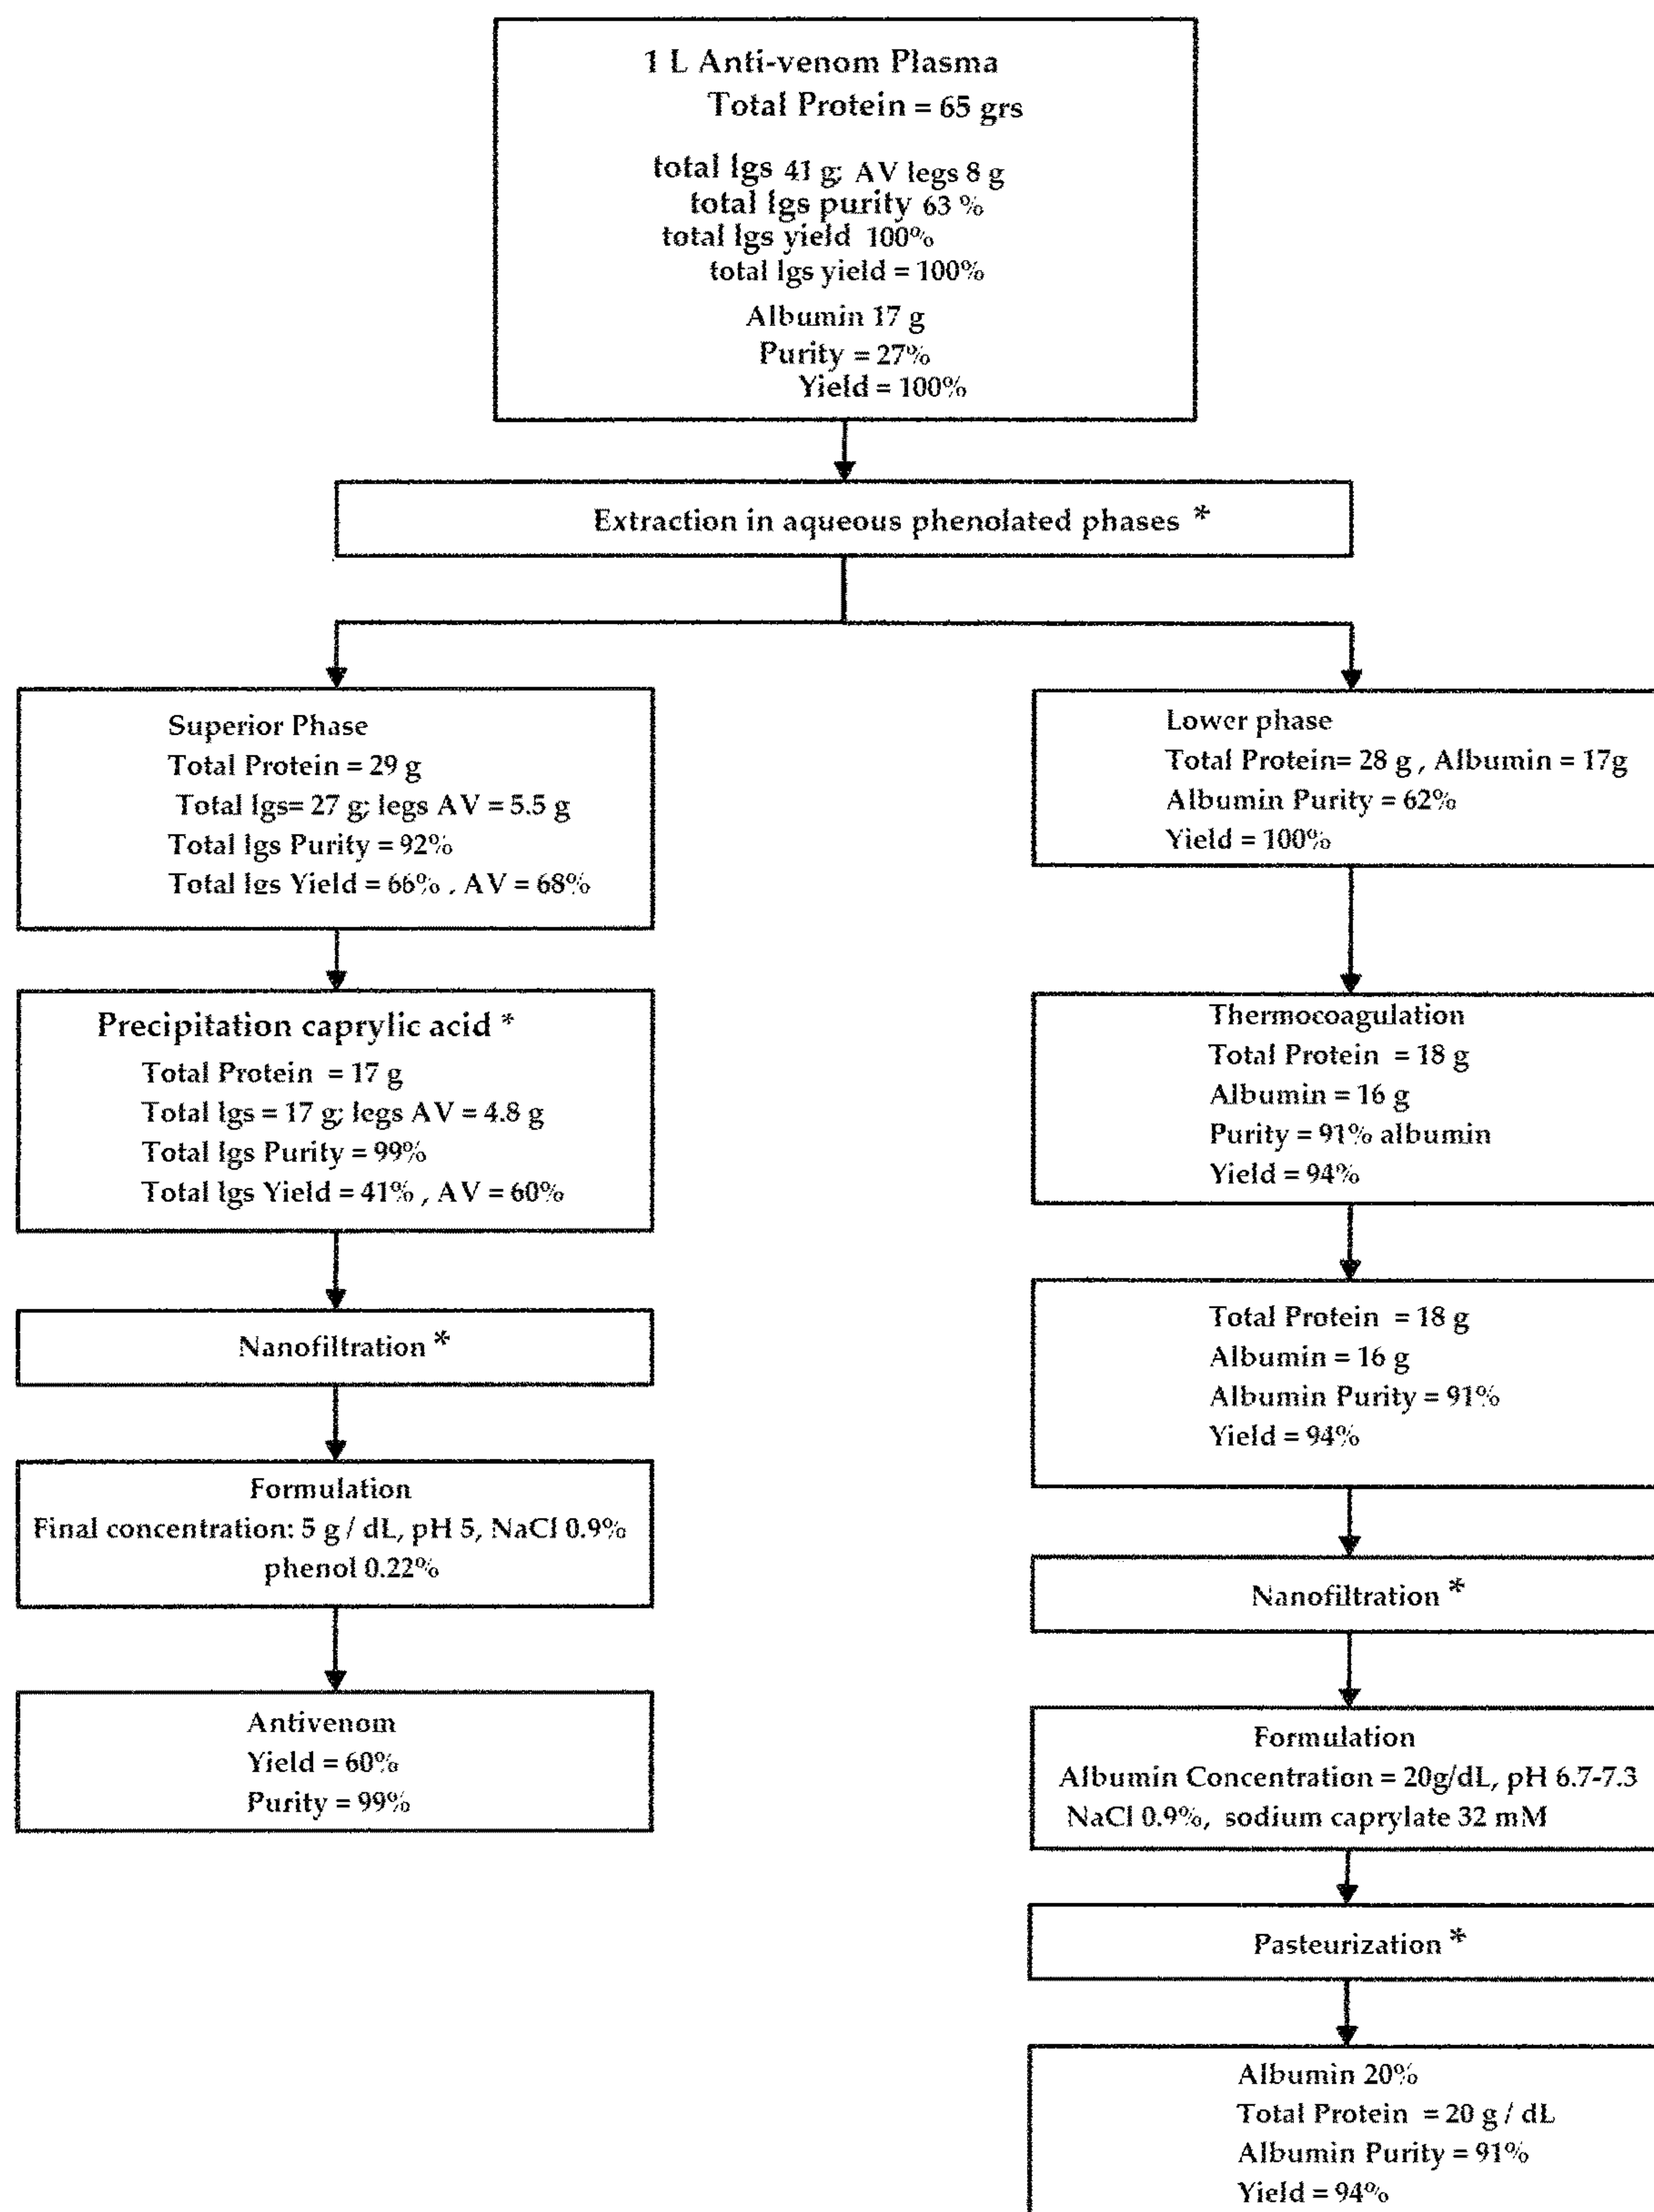 1 L Anti-venom Plasma
Total Protein = 65 grs
total Igs 41 g; AV legs 8 g
total Igs purity 63 %
total Igs yield 100%
total Igs yield = 100%
Albumin 17 g
Purity = 27%
Yield = 100%
Extraction in aqueous phenolated phases *
Superior Phase
Total Protein = 29 g
Total Igs= 27 g; Iegs AV = 5.5 g
Total Igs Purity = 92%
Total Igs Yield = 66% , AV = 68%
Precipitation caprylic acid *
Total Protein = 17 g
Total Igs = 17 g; Iegs AV = 4.8 g
Total Igs Purity = 99%
Total Igs Yield = 41% , AV = 60%
Nanofiltration *
Formulation
Final concentration: 5 g / dL, pH 5, NaCl 0.9%
phenol 0.22%
Antivenom
Yield = 60%
Purity = 99%
Lower phase
Total Protein= 28 g , Albumin = 17g
Albumin Purity = 62%
Yield = 100%
Thermocoagulation
Total Protein = 18 g
Albumin = 16 g
Purity = 91% albumin
Yield = 94%
Total Protein = 18 g
Albumin = 16 g
Albumin Purity = 91%
Yield = 94%
Nanofiltration *
Formulation
Albumin Concentration = 20g/dL, pH 6.7-7.3
NaCl 0.9%, sodium caprylate 32 mM
Pasteurization *
Albumin 20%
Total Protein = 20 g / dL
Albumin Purity = 91%
Yield = 94%